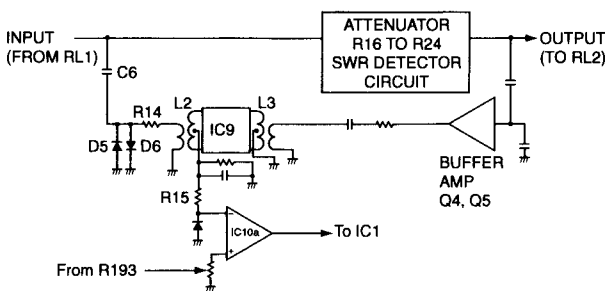 INPUT
(FROM RL1)
ATTENUATOR
R16 TO R24
SWR DETECTOR
CIRCUIT
OUTPUT
(TO RL2)
C6
R14
L2
IC9
L3
D5
D6
BUFFER
AMP
Q4, Q5
R15
IC10a
To IC1
From R193